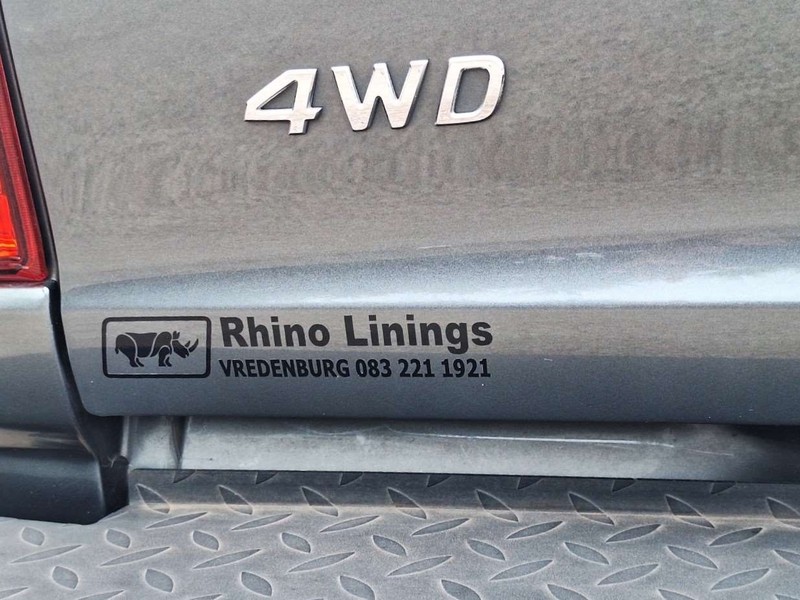 4WD
Rhino Linings
VREDENBURG 083 221 1921